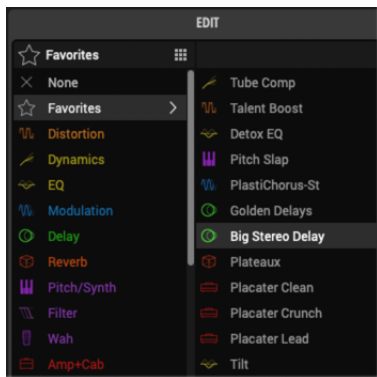 EDIT
Favorites
None
Favorites
Distortion
Dynamics
EQ
Modulation
Delay
Reverb
Pitch/Synth
Filter
Wah
Amp+Cab
Tube Comp
Talent Boost
Detox EQ
Pitch Slap
PlastiChorus-St
Golden Delays
Big Stereo Delay
Plateaux
Placater Clean
Placater Crunch
Placater Lead
Tilt